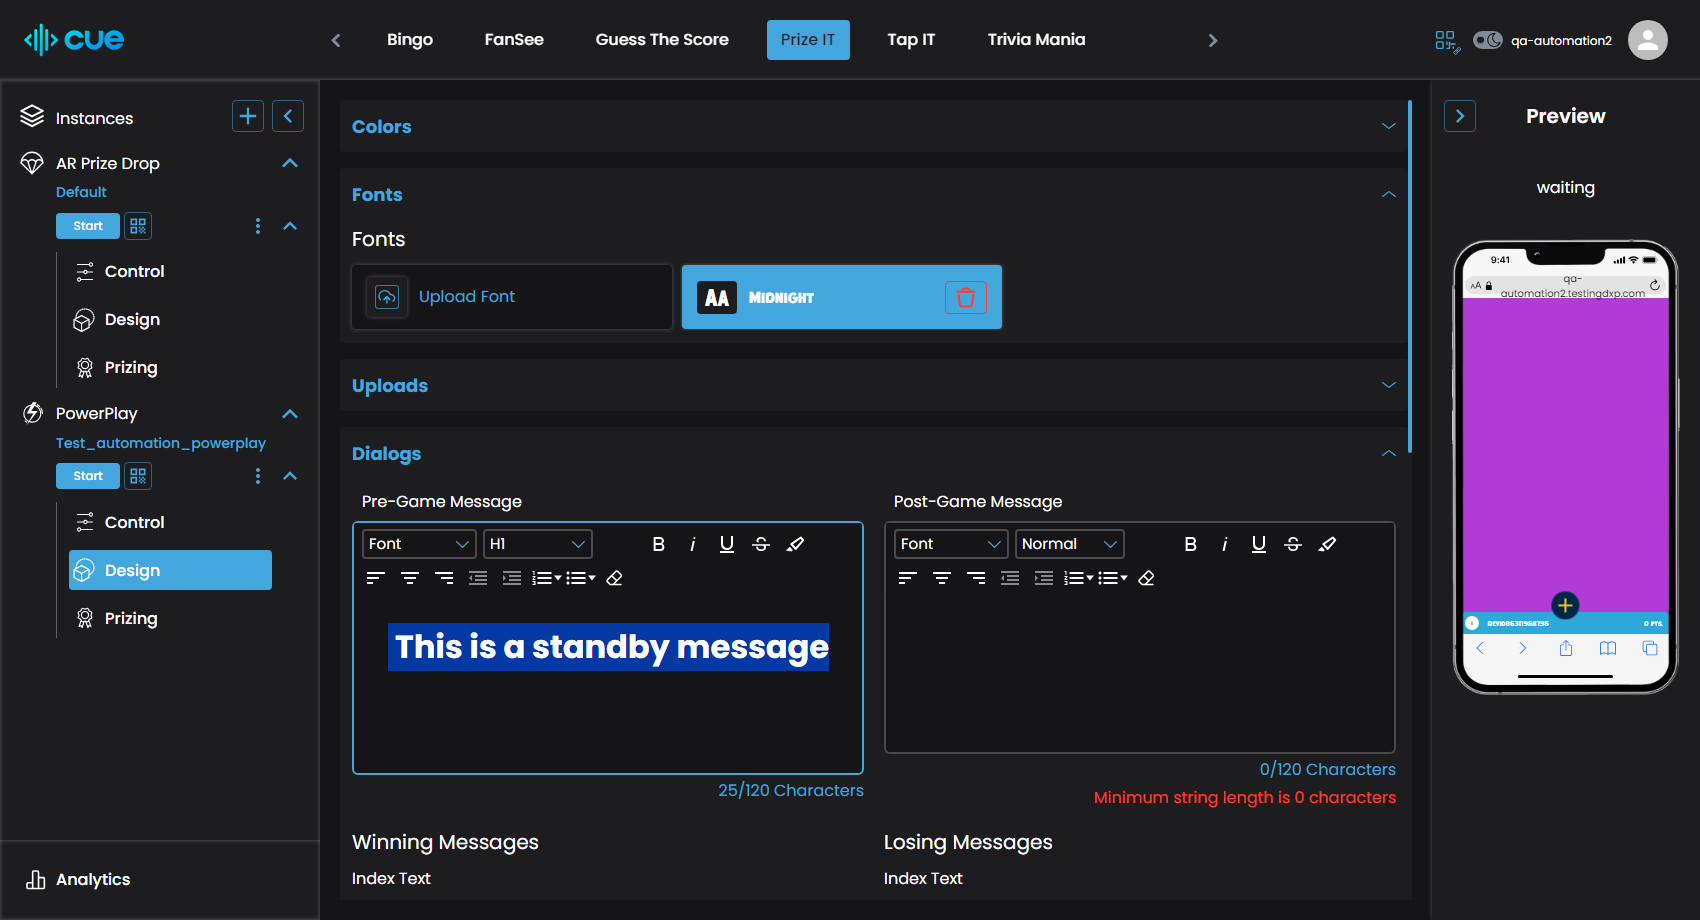 cue
Bingo
FanSee
Guess The Score
Prize IT
Tap IT
Trivia Mania
qa-automation2
Instances
AR Prize Drop
Default
Start
Control
Design
Prizing
PowerPlay
Test_automation_powerplay
Start
Control
Design
Prizing
Analytics
Colors
Fonts
Fonts
Upload Font
AA
Midnight
Uploads
Dialogs
Pre-Game Message
Font
H1
B i U S
This is a standby message
25/120 Characters
Post-Game Message
Font
Normal
B i U S
0/120 Characters
Minimum string length is 0 characters
Winning Messages
Index Text
Losing Messages
Index Text
Preview
waiting
9:41
AA
qa-
automation2.testingdxp.com
0 PTS.